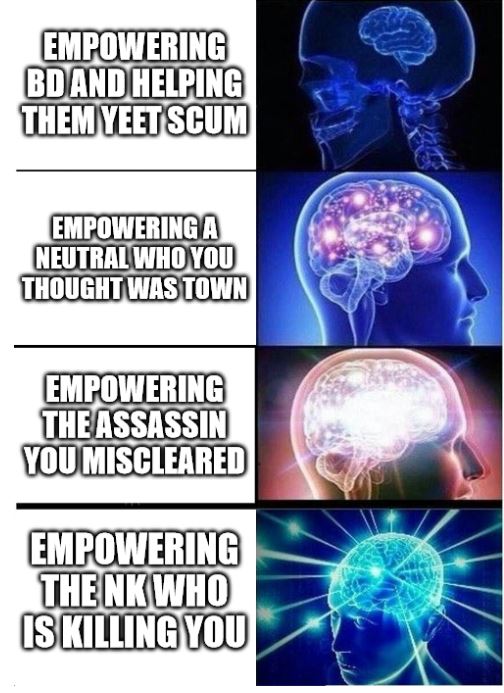 EMPOWERING
BD AND HELPING
THEM YEET SCUM
EMPOWERING A
NEUTRAL WHO YOU
THOUGHT WAS TOWN
EMPOWERING
THE ASSASSIN
YOU MISCLEARED
EMPOWERING
THE NK WHO
IS KILLING YOU